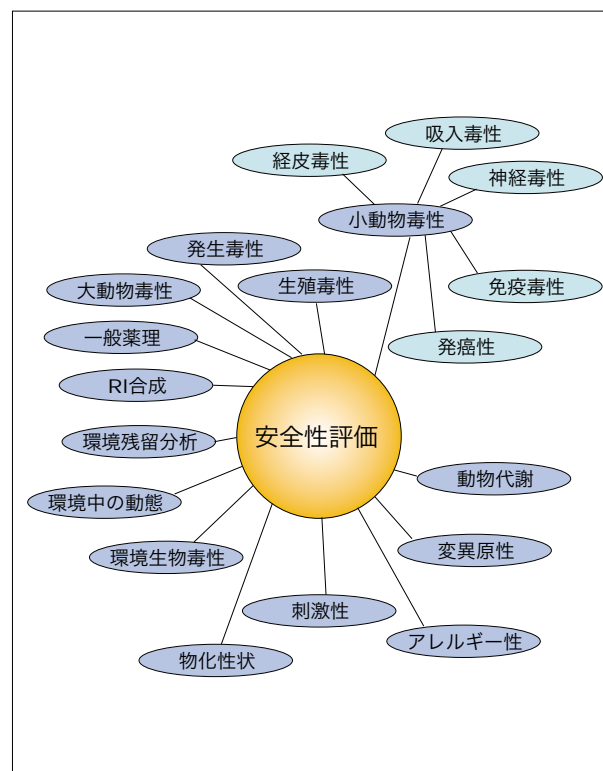 吸入毒性
経皮毒性
神経毒性
小動物毒性
発生毒性
生殖毒性
免疫毒性
大動物毒性
一般薬理
発癌性
RI合成
安全性評価
環境残留分析
動物代謝
環境中の動態
変異原性
環境生物毒性
刺激性
アレルギー性
物化性状